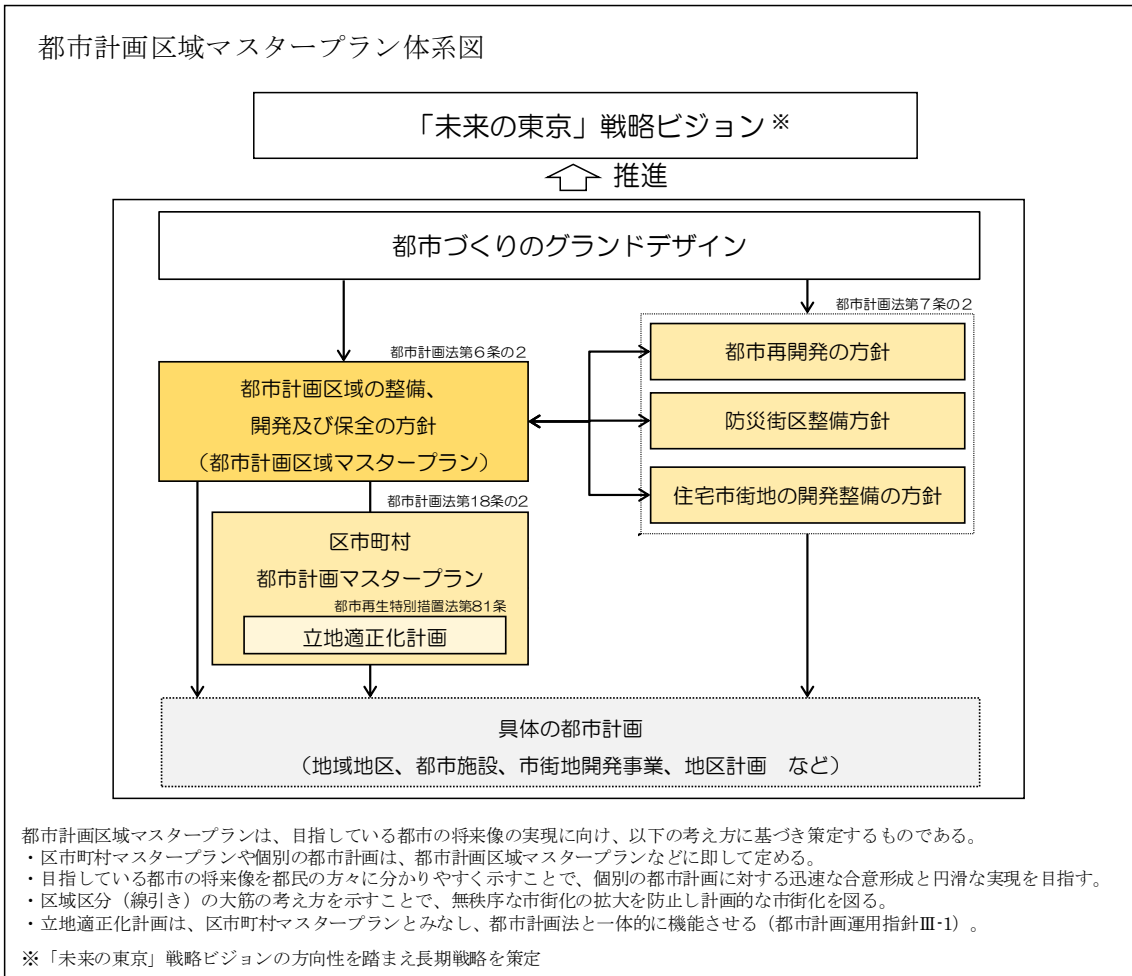 都市計画区域マスタープラン体系図
「未来の東京」戦略ビジョン※
推進
都市づくりのグランドデザイン
都市計画法第7条の2
都市計画法第6条の2
都市計画区域の整備、
開発及び保全の方針
（都市計画区域マスタープラン）
都市再開発の方針
防災街区整備方針
住宅市街地の開発整備の方針
都市計画法第18条の2
区市町村
都市計画マスタープラン
都市再生特別措置法第81条
立地適正化計画
具体の都市計画
（地域地区、都市施設、市街地開発事業、地区計画　など）
都市計画区域マスタープランは、目指している都市の将来像の実現に向け、以下の考え方に基づき策定するものである。
・区市町村マスタープランや個別の都市計画は、都市計画区域マスタープランなどに即して定める。
・目指している都市の将来像を都民の方々に分かりやすく示すことで、個別の都市計画に対する迅速な合意形成と円滑な実現を目指す。
・区域区分（線引き）の大筋の考え方を示すことで、無秩序な市街化の拡大を防止し計画的な市街化を図る。
・立地適正化計画は、区市町村マスタープランとみなし、都市計画法と一体的に機能させる（都市計画運用指針Ⅲ-1）。
※「未来の東京」戦略ビジョンの方向性を踏まえ長期戦略を策定